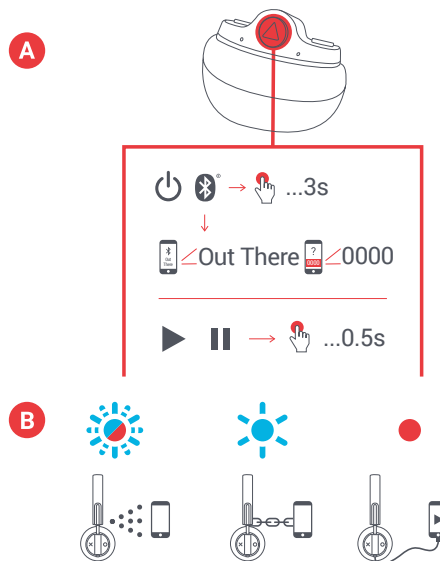 A
...3s
Out
There
Out There
?
0000
0000
...0.5s
B